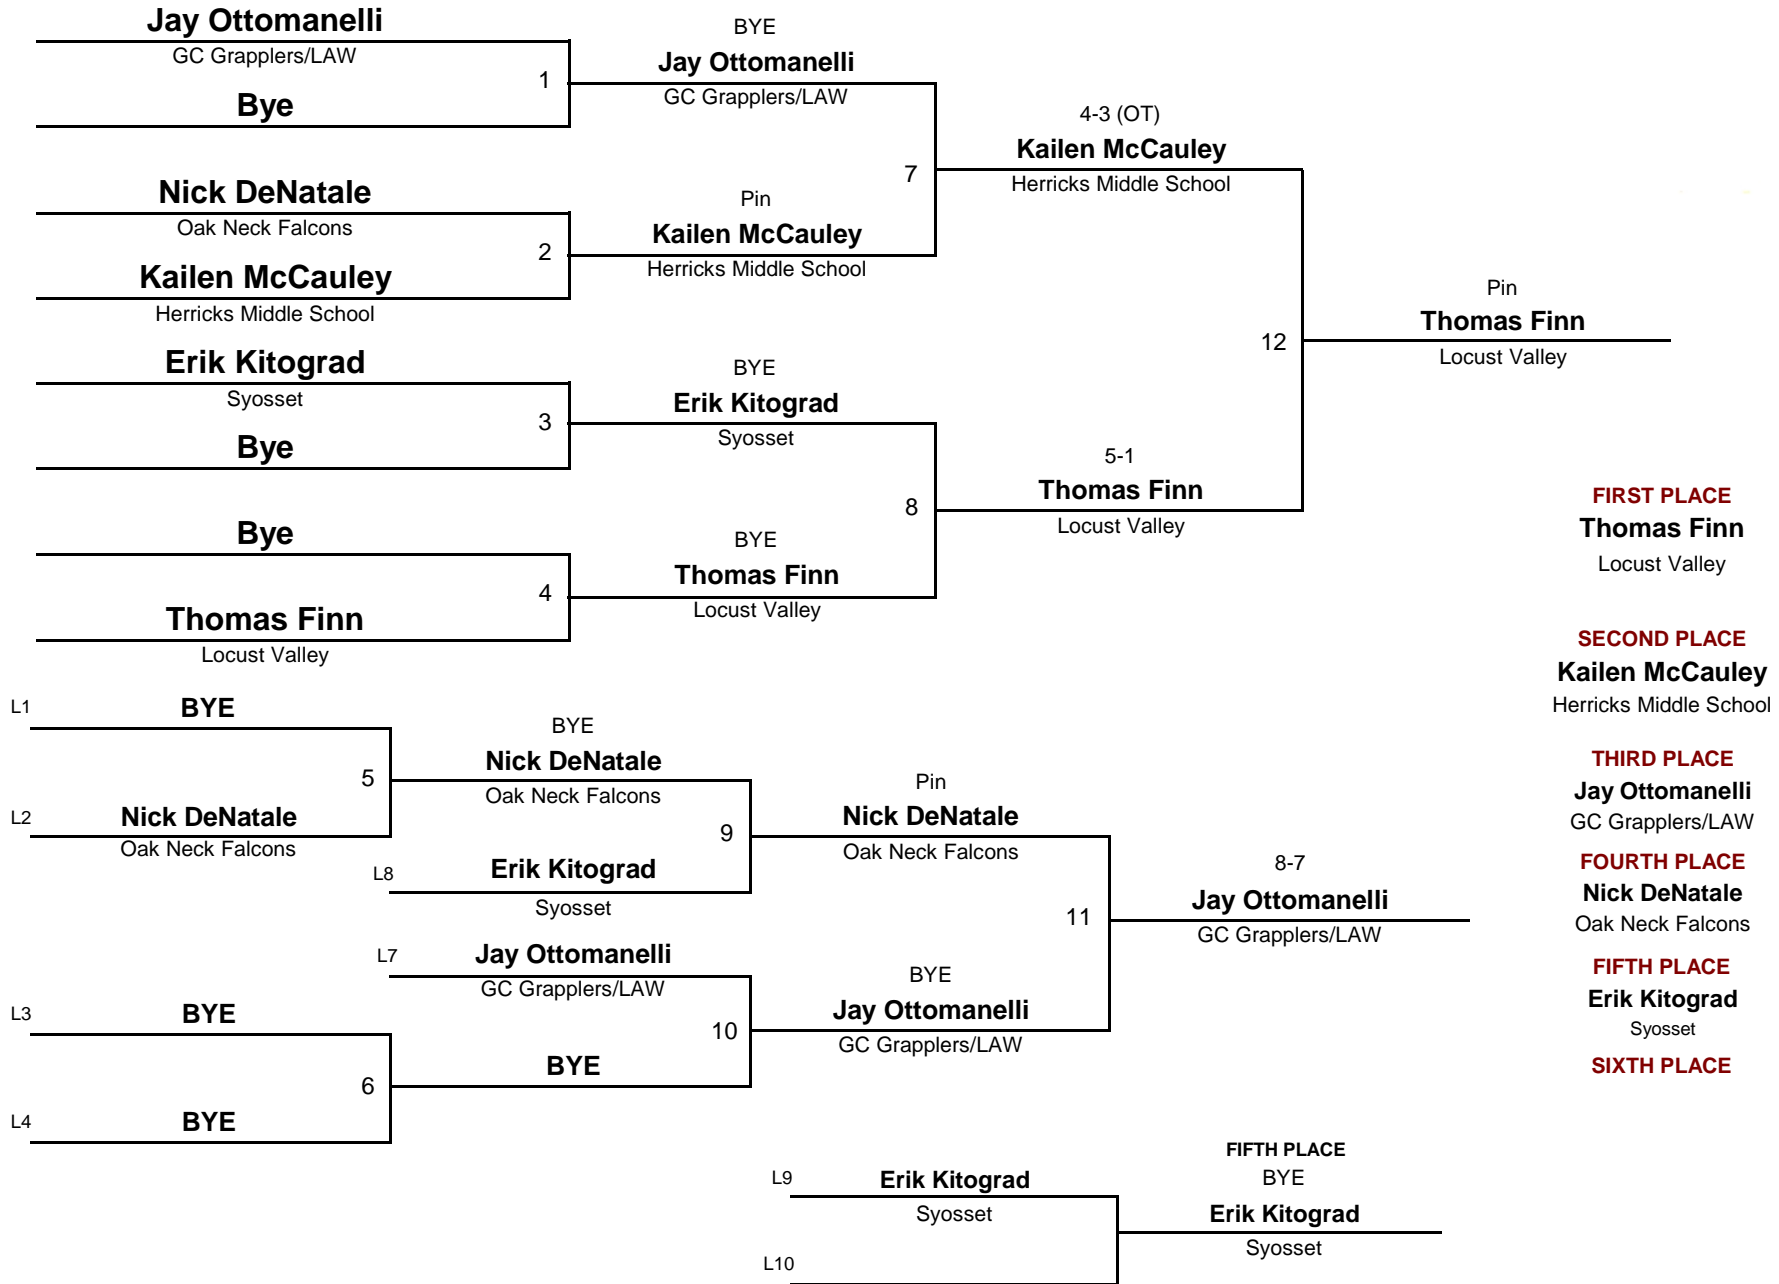 Jay Ottomanelli
GC Grapplers/LAW
1
Bye
BYE
Jay Ottomanelli
GC Grapplers/LAW
Nick DeNatale
Oak Neck Falcons
2
Kailen McCauley
Herricks Middle School
Pin
Kailen McCauley
Herricks Middle School
7
4-3 (OT)
Kailen McCauley
Herricks Middle School
Erik Kitograd
Syosset
3
Bye
BYE
Erik Kitograd
Syosset
Bye
4
Thomas Finn
Locust Valley
BYE
Thomas Finn
Locust Valley
8
5-1
Thomas Finn
Locust Valley
12
Pin
Thomas Finn
Locust Valley
L1
BYE
5
L2
Nick DeNatale
Oak Neck Falcons
BYE
Nick DeNatale
Oak Neck Falcons
9
L8
Erik Kitograd
Syosset
Pin
Nick DeNatale
Oak Neck Falcons
L7
Jay Ottomanelli
GC Grapplers/LAW
10
L3
BYE
6
L4
BYE
BYE
BYE
Jay Ottomanelli
GC Grapplers/LAW
11
8-7
Jay Ottomanelli
GC Grapplers/LAW
L9
Erik Kitograd
Syosset
L10
FIFTH PLACE
BYE
Erik Kitograd
Syosset
FIRST PLACE
Thomas Finn
Locust Valley
SECOND PLACE
Kailen McCauley
Herricks Middle School
THIRD PLACE
Jay Ottomanelli
GC Grapplers/LAW
FOURTH PLACE
Nick DeNatale
Oak Neck Falcons
FIFTH PLACE
Erik Kitograd
Syosset
SIXTH PLACE